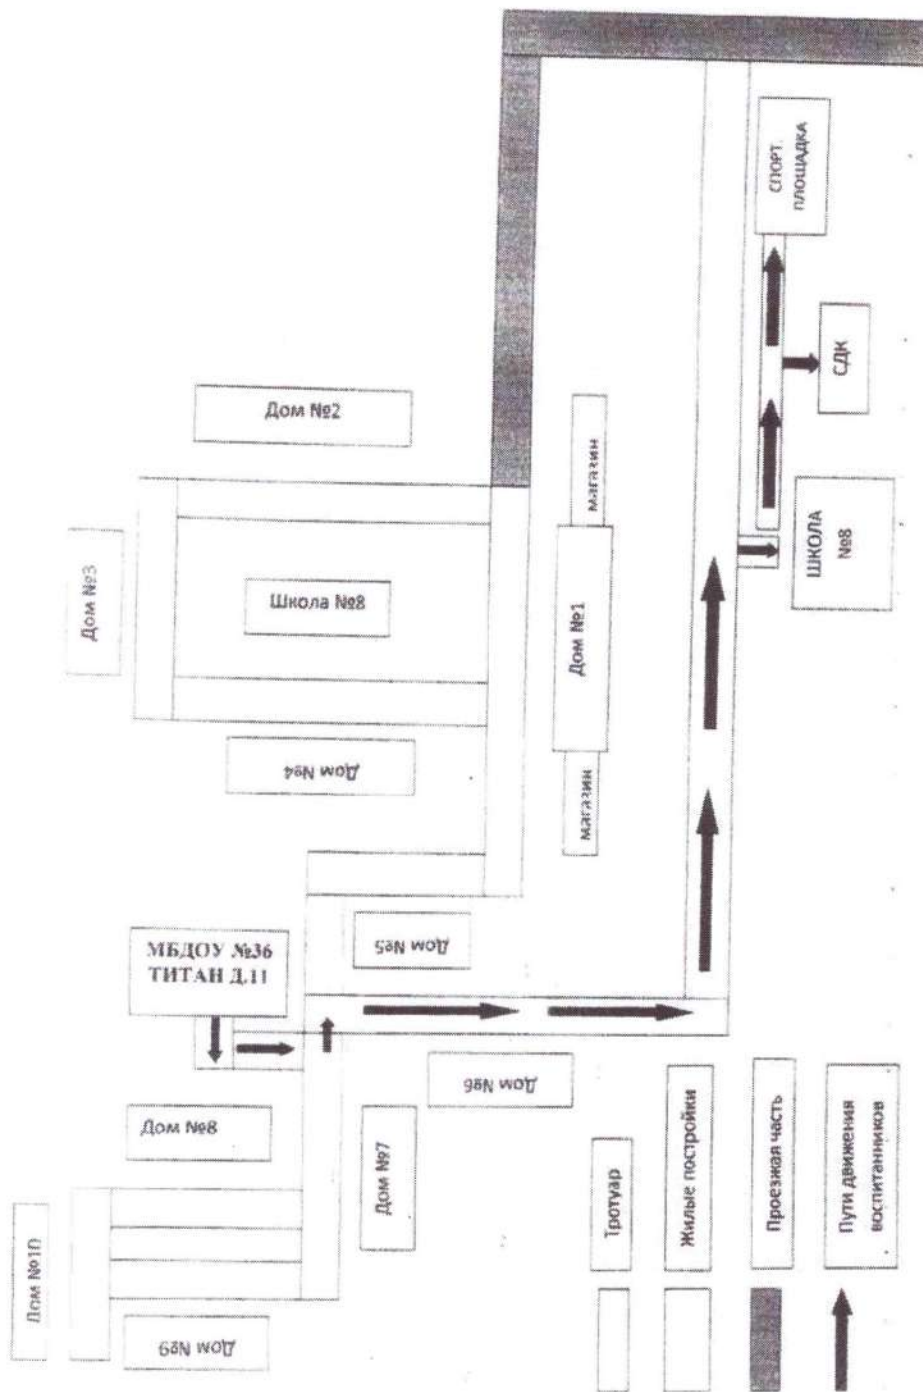 СПОРТ.
ПЛОЩАДКА
СДК
Дом №2
магазин
ШКОЛА
№8
Дом №3
Школа №8
Дом №1
Дом №4
магазин
МБДОУ №36
ТИТАН Д.11
Дом №5
Дом №6
Дом №8
Дом №7
Дом №10
Дом №9
Тротуар
Жилые постройки
Проезжая часть
Пути движения
воспитанников